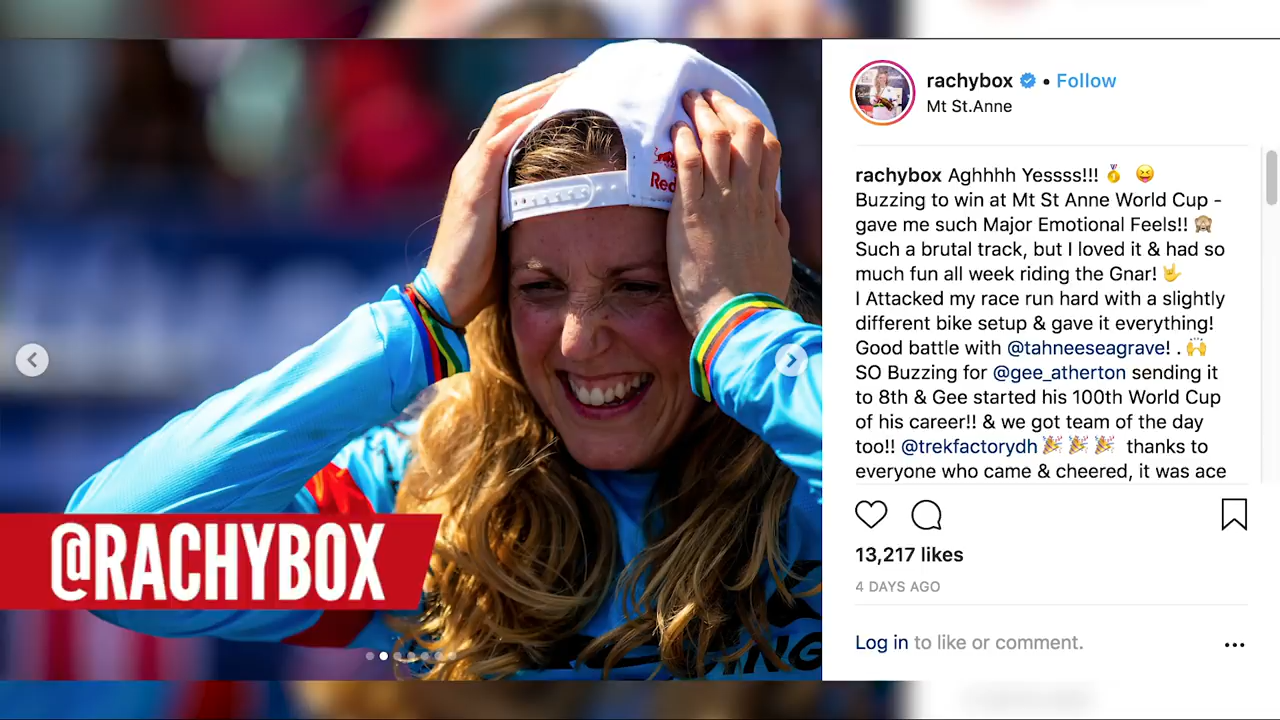 rachybox • Follow
Mt St.Anne
rachybox Aghhhh Yessss!!! 🥇 😝
Buzzing to win at Mt St Anne World Cup -
gave me such Major Emotional Feels!! 🙈
Such a brutal track, but I loved it & had so
much fun all week riding the Gnar! 🤟
I Attacked my race run hard with a slightly
different bike setup & gave it everything!
Good battle with @tahneeseagrave! . 🙌
SO Buzzing for @gee_atherton sending it
to 8th & Gee started his 100th World Cup
of his career!! & we got team of the day
too!! @trekfactorydh 🎉 🎉 🎉 thanks to
everyone who came & cheered, it was ace
13,217 likes
4 DAYS AGO
Log in to like or comment.
Red
@RACHYBOX